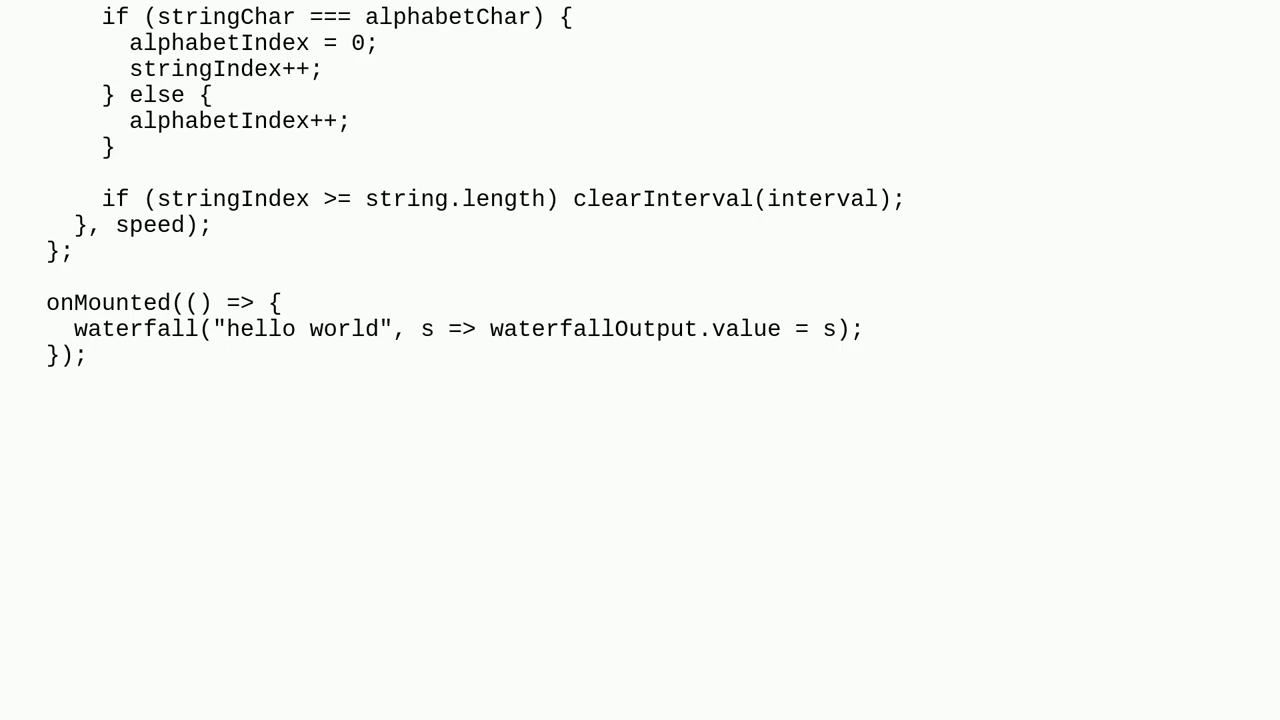 if (stringChar === alphabetChar) {
      alphabetIndex = 0;
      stringIndex++;
    } else {
      alphabetIndex++;
    }

    if (stringIndex >= string.length) clearInterval(interval);
  }, speed);
};

onMounted(() => {
  waterfall("hello world", s => waterfallOutput.value = s);
});